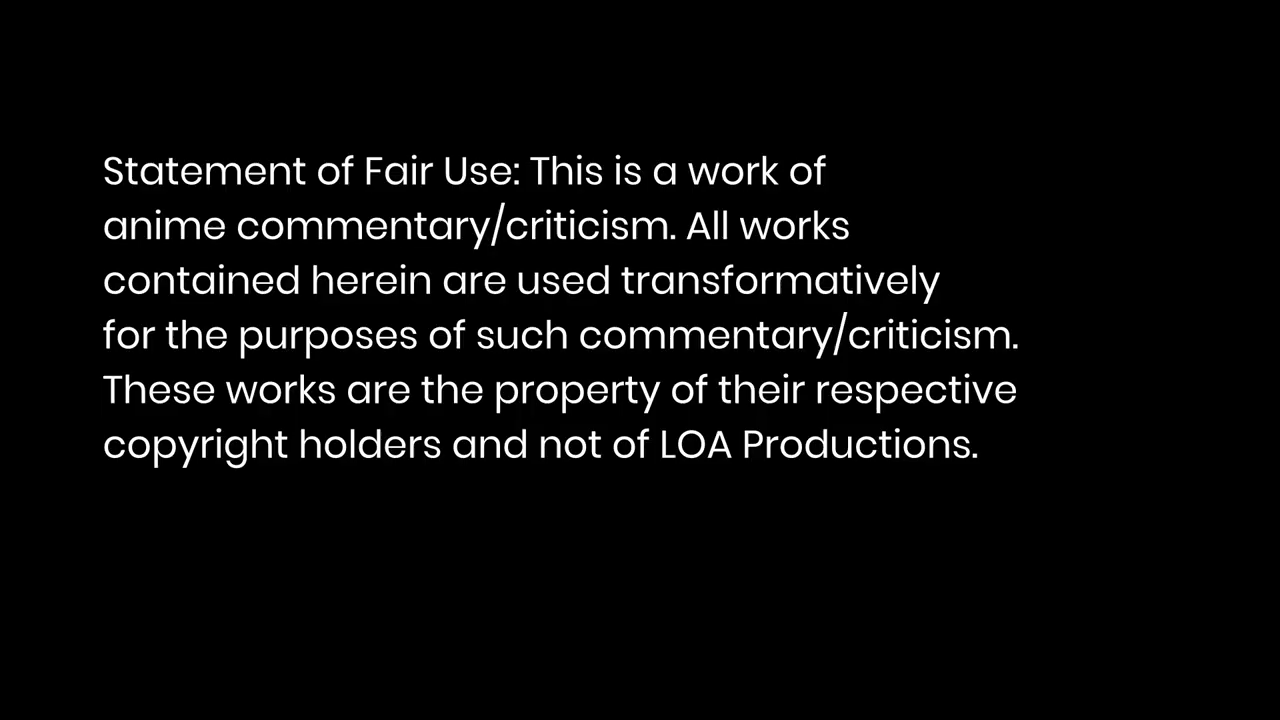 Statement of Fair Use: This is a work of
anime commentary/criticism. All works
contained herein are used transformatively
for the purposes of such commentary/criticism.
These works are the property of their respective
copyright holders and not of LOA Productions.